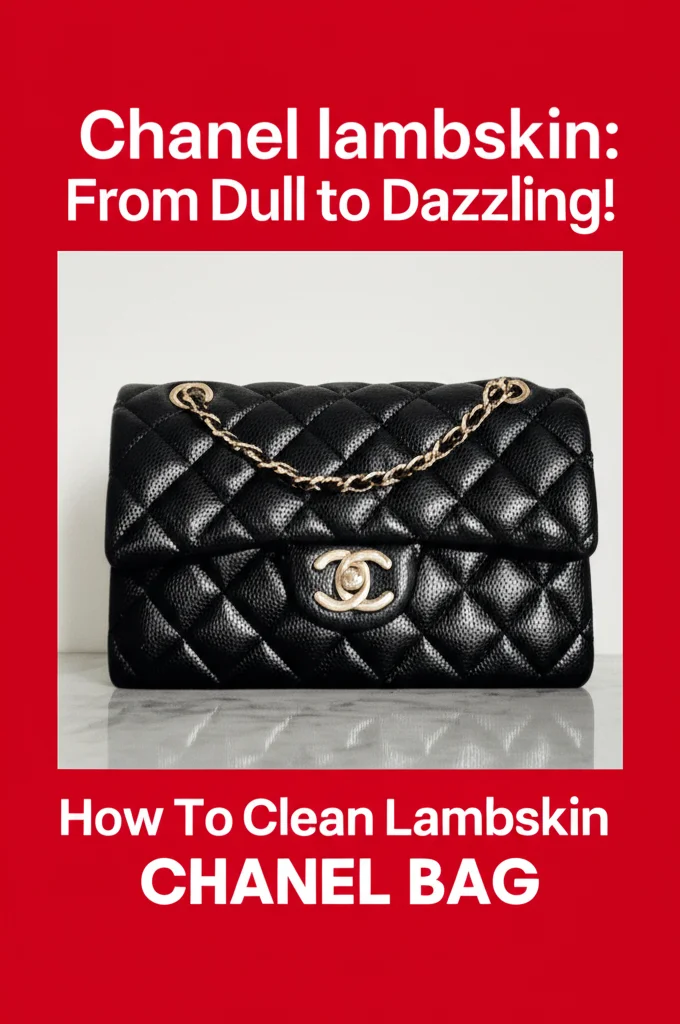 Chanel lambskin:
From Dull to Dazzling!
How To Clean Lambskin
CHANEL BAG